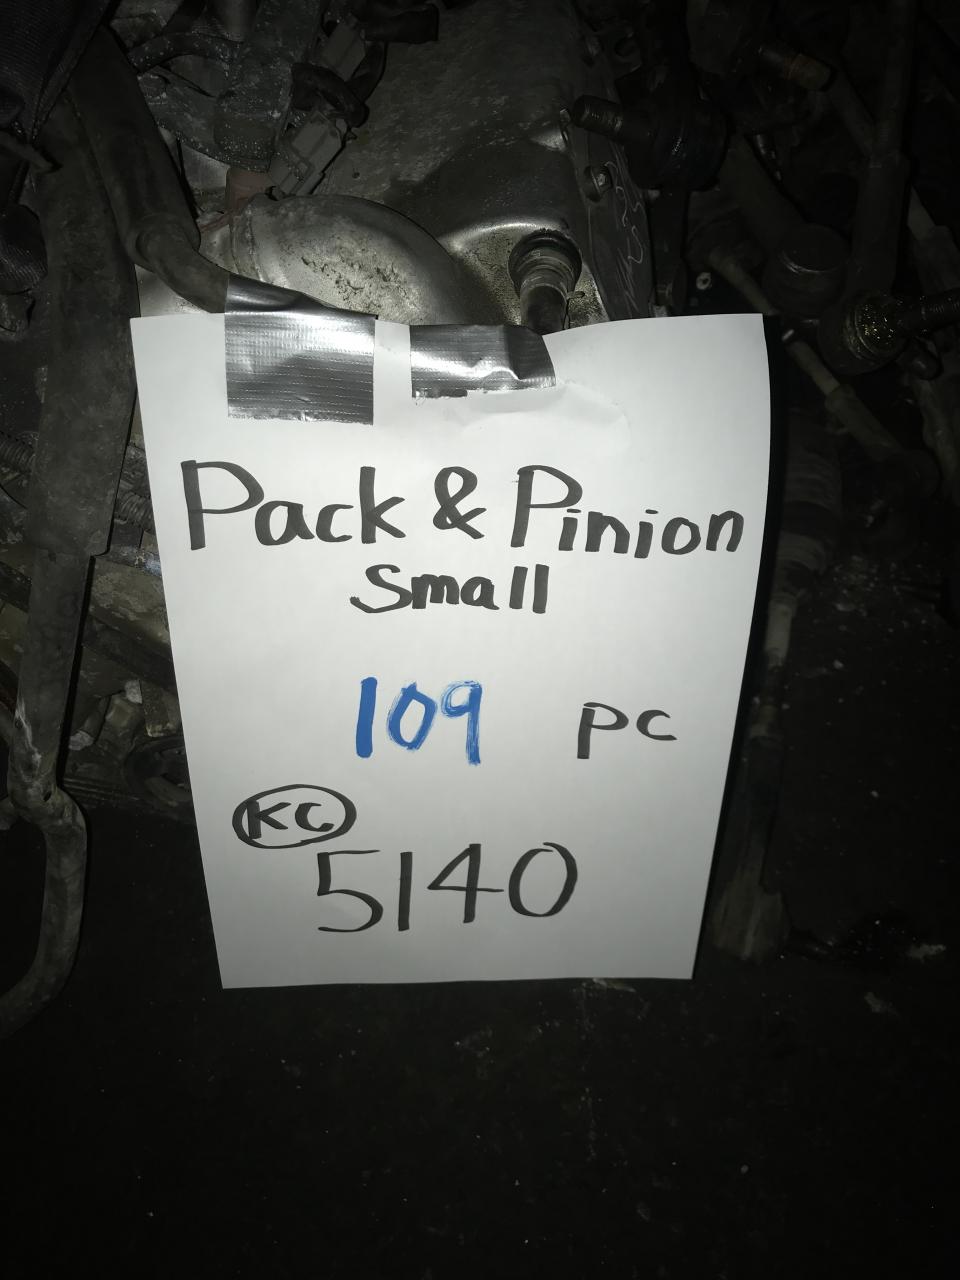 Pack & Pinion
Small
109 PC
KC
5140